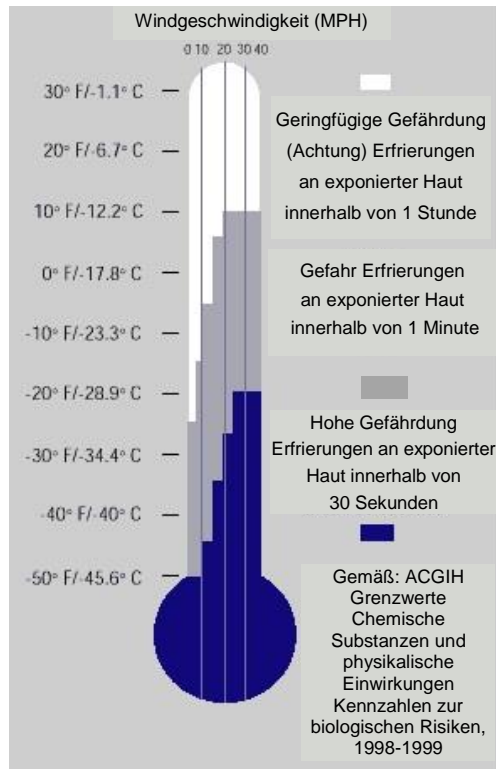 Windgeschwindigkeit (MPH)
0 10 20 30 40
30° F/-1.1° C
20° F/-6.7° C
10° F/-12.2° C
0° F/-17.8° C
-10° F/-23.3° C
-20° F/-28.9° C
-30° F/-34.4° C
-40° F/-40° C
-50° F/-45.6° C
Geringfügige Gefährdung
(Achtung) Erfrierungen
an exponierter Haut
innerhalb von 1 Stunde
Gefahr Erfrierungen
an exponierter Haut
innerhalb von 1 Minute
Hohe Gefährdung
Erfrierungen an exponierter
Haut innerhalb von
30 Sekunden
Gemäß: ACGIH
Grenzwerte
Chemische
Substanzen und
physikalische
Einwirkungen
Kennzahlen zur
biologischen Risiken,
1998-1999